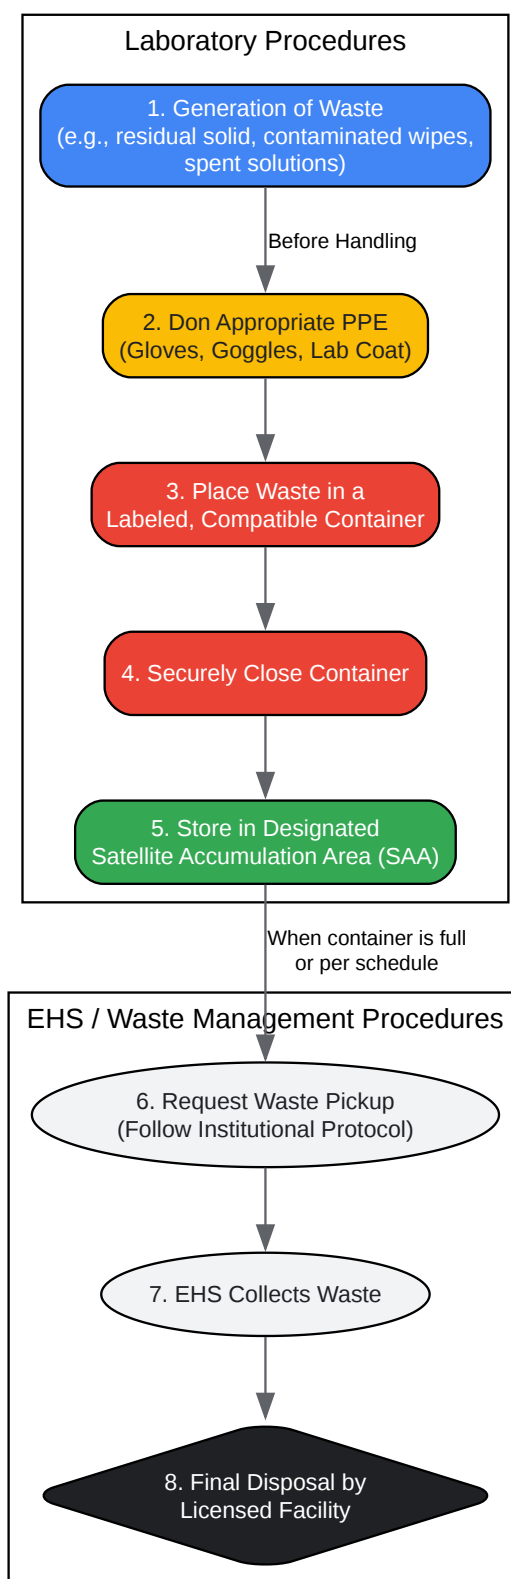 Laboratory Procedures
1. Generation of Waste
(e.g., residual solid, contaminated wipes,
spent solutions)
Before Handling
2. Don Appropriate PPE
(Gloves, Goggles, Lab Coat)
3. Place Waste in a
Labeled, Compatible Container
4. Securely Close Container
5. Store in Designated
Satellite Accumulation Area (SAA)
When container is full
or per schedule
EHS / Waste Management Procedures
6. Request Waste Pickup
(Follow Institutional Protocol)
7. EHS Collects Waste
8. Final Disposal by
Licensed Facility